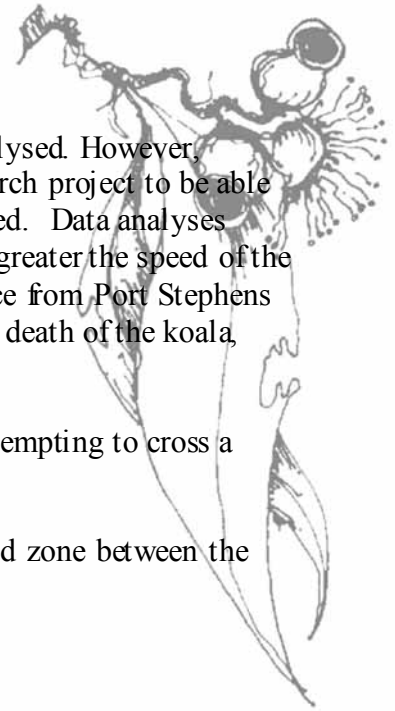 lysed. However,
rch project to be able
ed. Data analyses
greater the speed of the
ce from Port Stephens
death of the koala,
empting to cross a
d zone between the